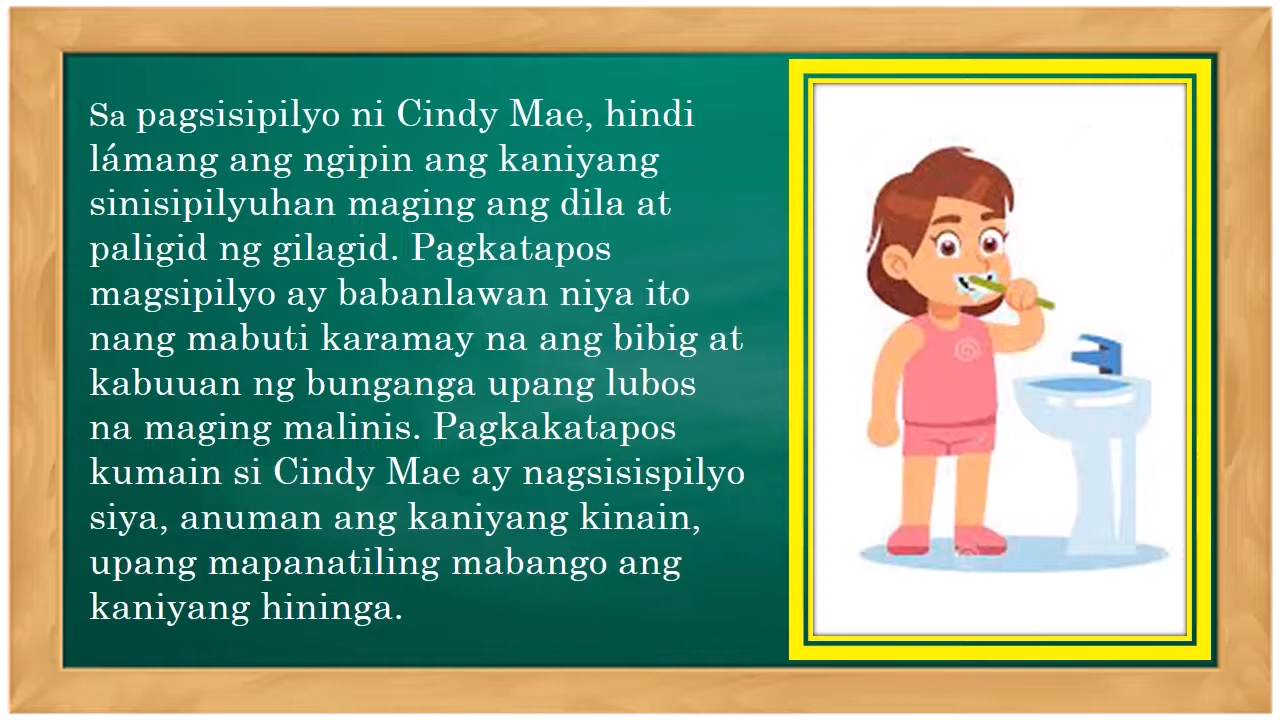 Sa pagsisipilyo ni Cindy Mae, hindi
lámang ang ngipin ang kaniyang
sinisipilyuhan maging ang dila at
paligid ng gilagid. Pagkatapos
magsipilyo ay babanlawan niya ito
nang mabuti karamay na ang bibig at
kabuuan ng bunganga upang lubos
na maging malinis. Pagkakatapos
kumain si Cindy Mae ay nagsisispilyo
siya, anuman ang kaniyang kinain,
upang mapanatiling mabango ang
kaniyang hininga.